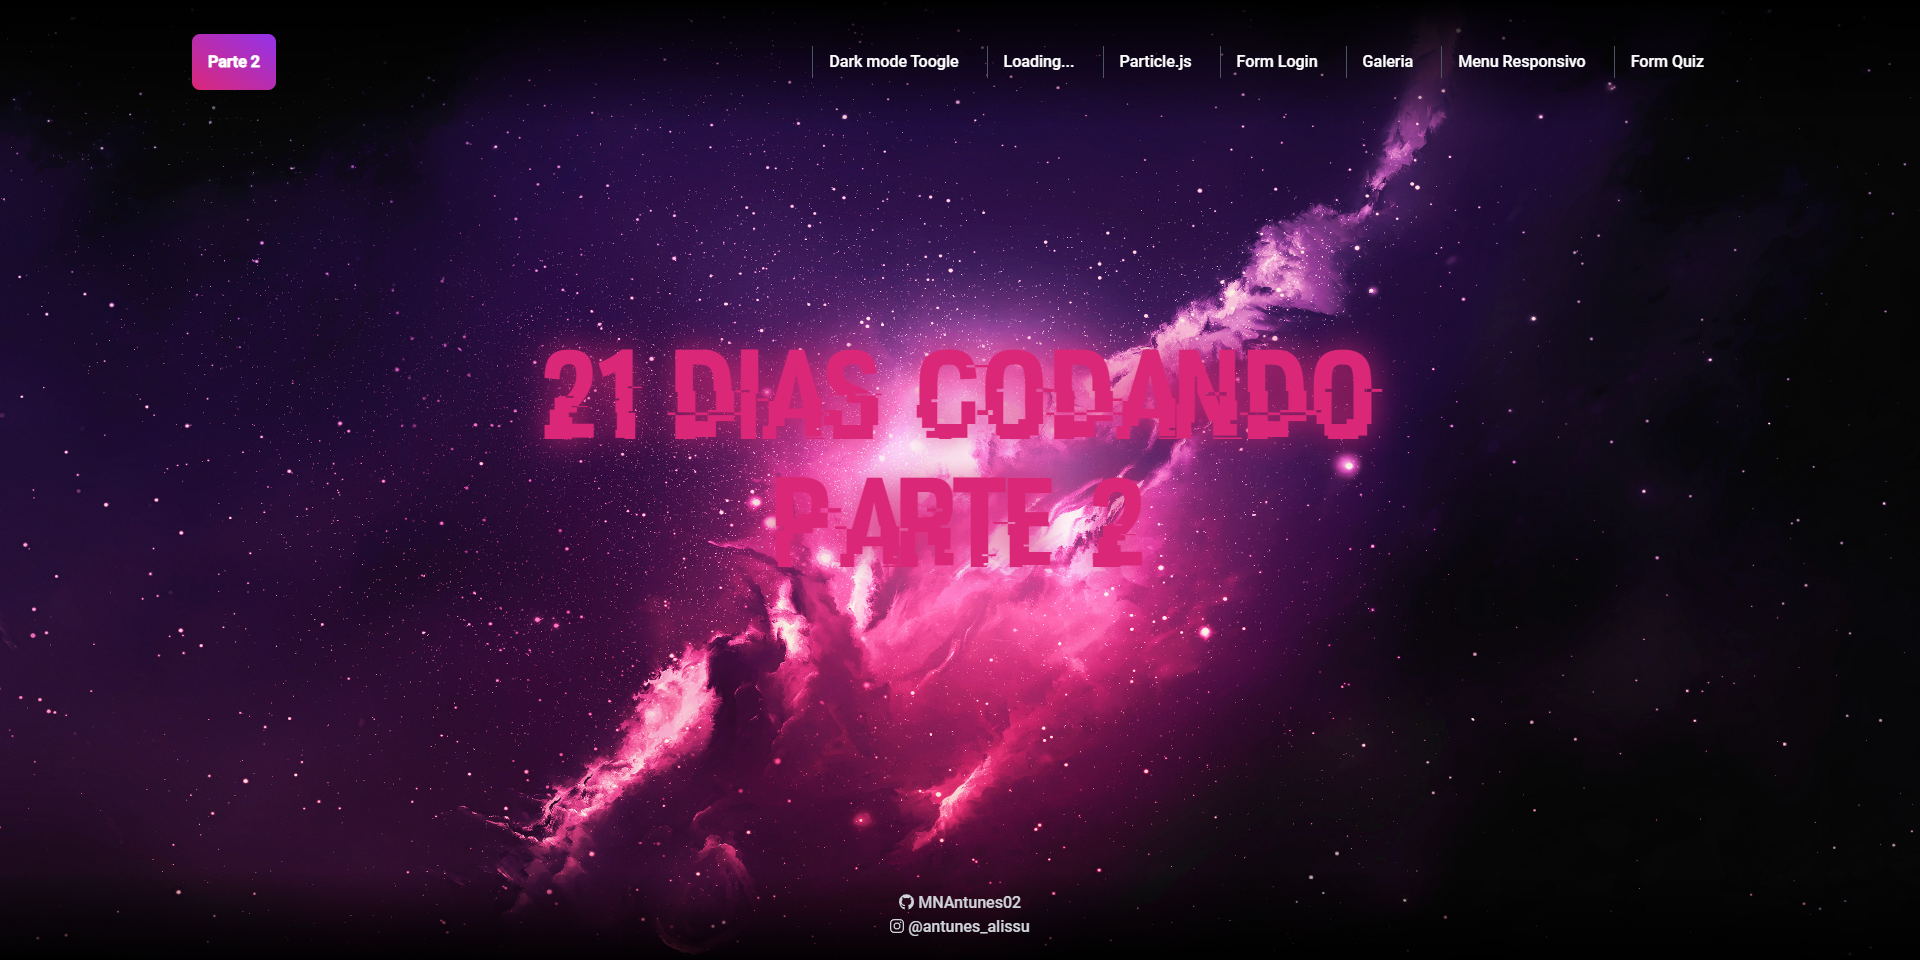 Parte 2
Dark mode Toogle
Loading...
Particle.js
Form Login
Galeria
Menu Responsivo
Form Quiz
21 DIAS CODANDO
PARTE 2
MNAntunes02
@antunes_alissu